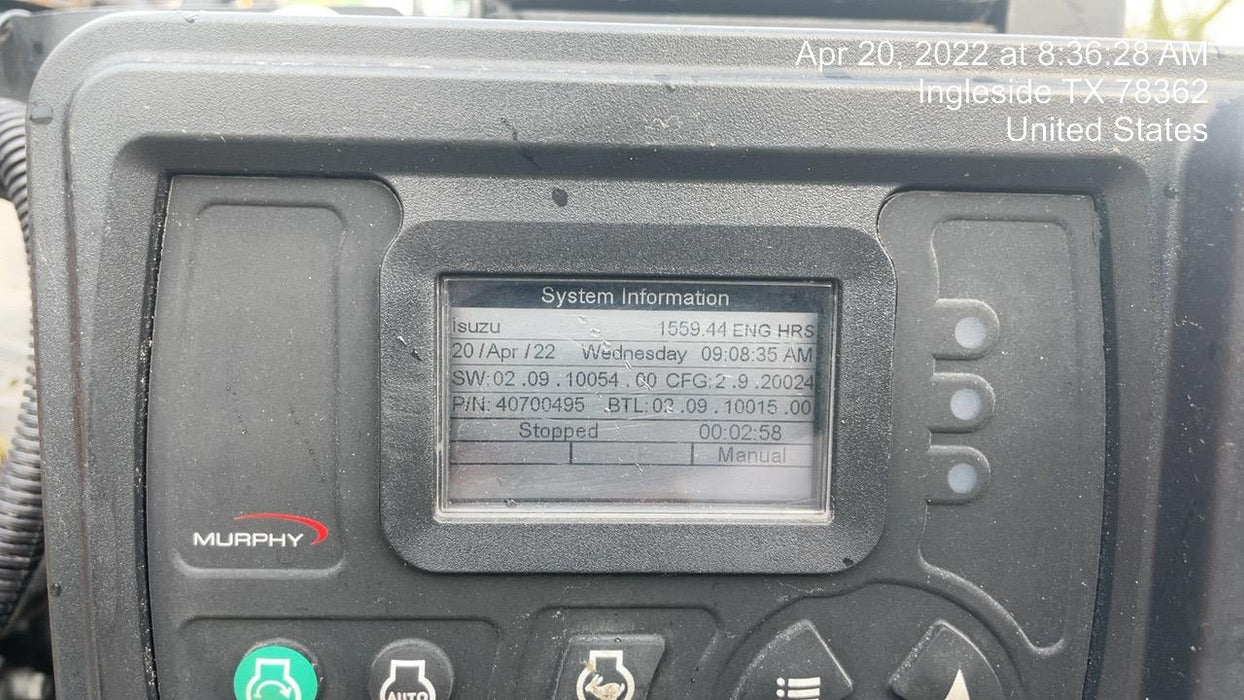 Apr 20, 2022 at 8:36:28 AM
Ingleside TX 78362
United States
System Information
Isuzu 1559.44 ENG HRS
20/Apr/22 Wednesday 09:08:35 AM
SW:02.09.10054.00 CFG:2.9.20024
P/N: 40700495 BTL:02.09.10015.00
Stopped 00:02:58
Manual
MURPHY
AUTO